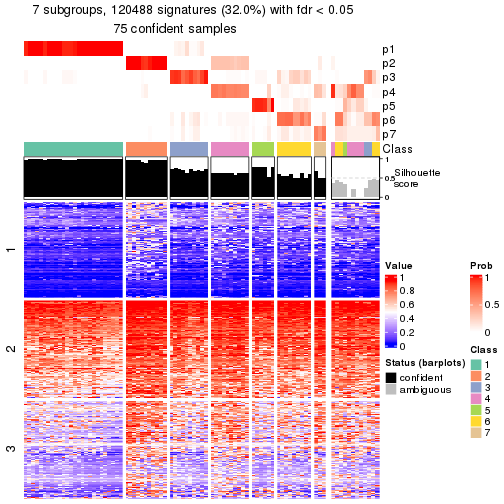 7 subgroups, 120488 signatures (32.0%) with fdr < 0.05
75 confident samples
p1
p2
p3
p4
p5
p6
p7
Class
1
0.5
0
Silhouette
score
1
2
3
Value
1
0.8
0.6
0.4
0.2
0
Status (barplots)
confident
ambiguous
Prob
1
0.5
0
Class
1
2
3
4
5
6
7